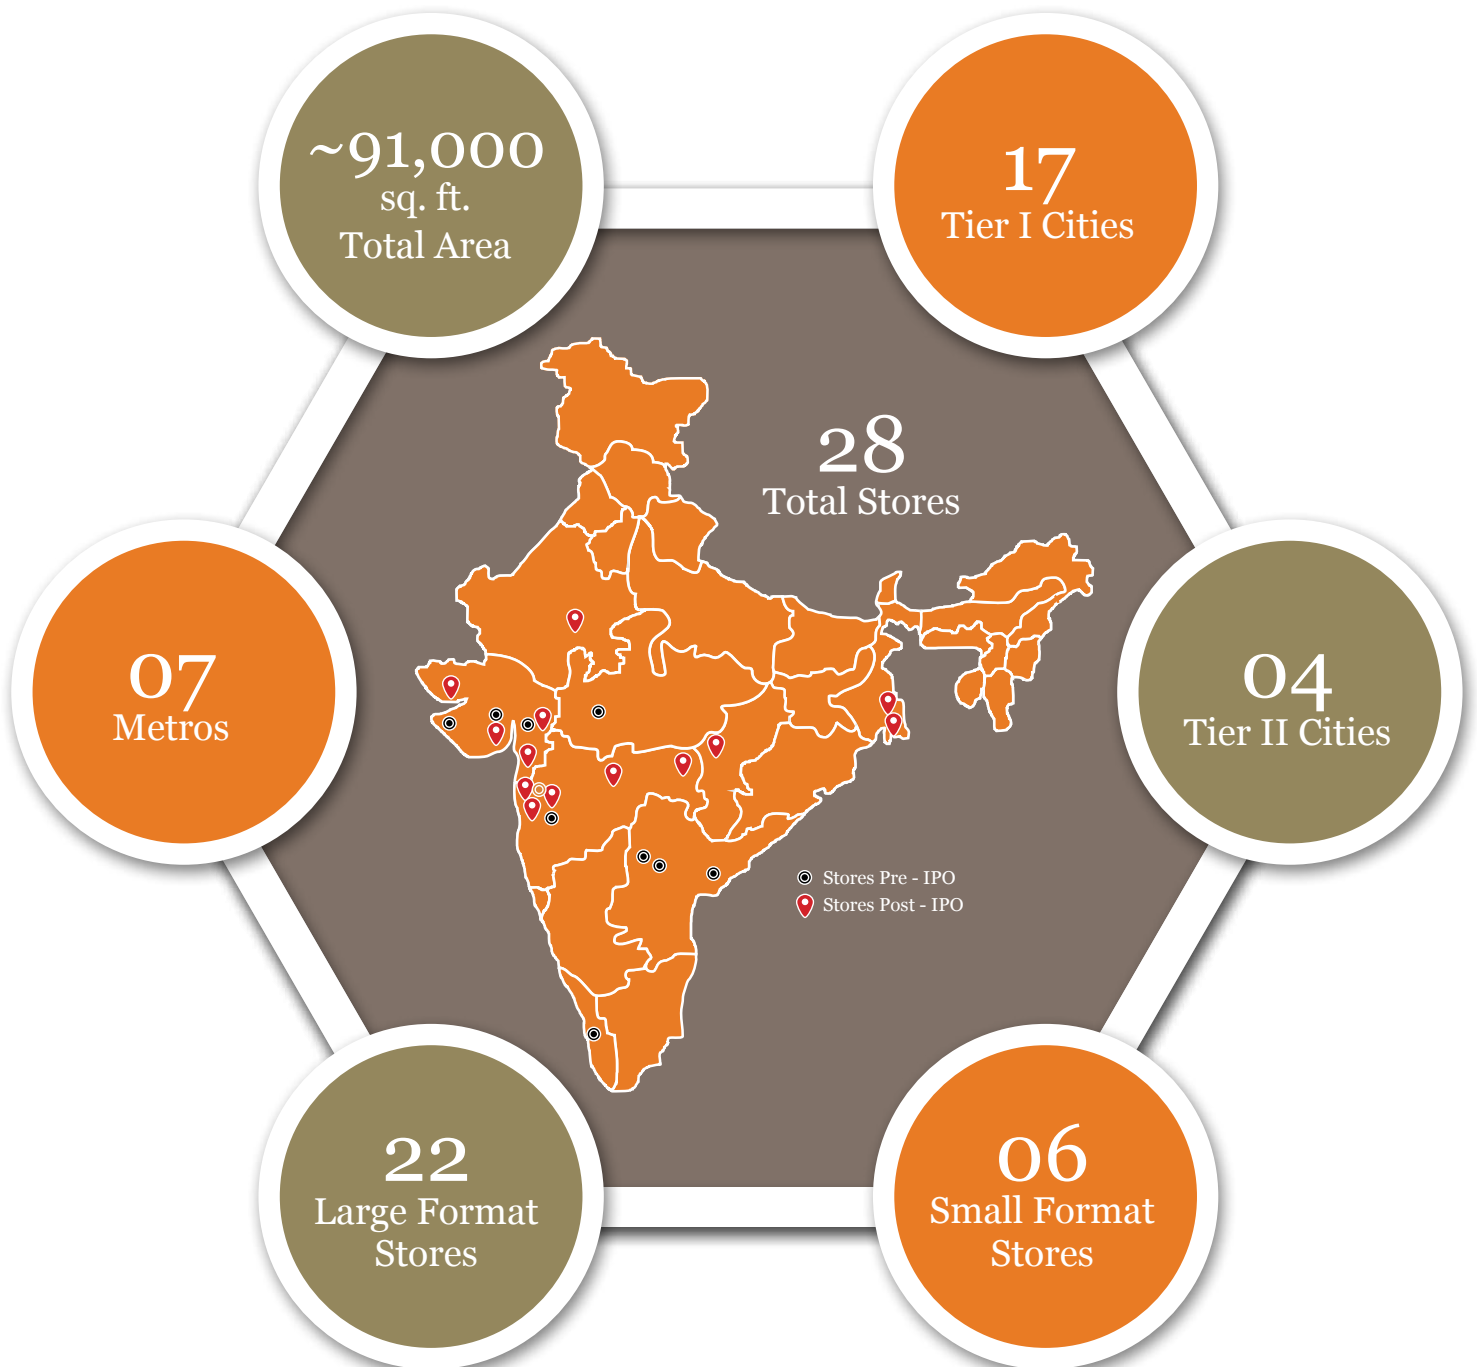 ~91,000
sq. ft.
Total Area
17
Tier I Cities
28
Total Stores
07
Metros
04
Tier II Cities
Stores Pre - IPO
Stores Post - IPO
22
Large Format
Stores
06
Small Format
Stores